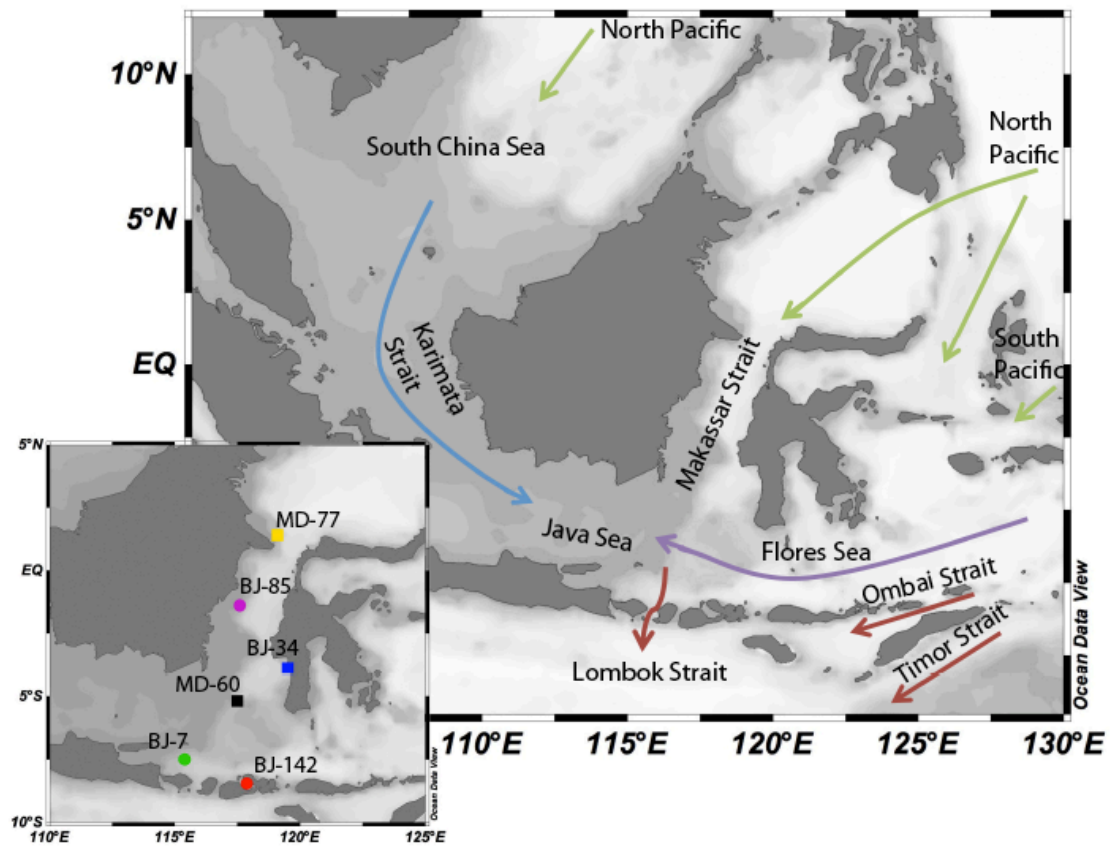 North Pacific
10°N
South China Sea
North
Pacific
5°N
Karimata
Strait
Makassar Strait
South
Pacific
EQ
Java Sea
Flores Sea
Ombai Strait
Timor Strait
Lombok Strait
Ocean Data View
110°E
115°E
120°E
125°E
130°E
5°N
MD-77
EQ
BJ-85
BJ-34
MD-60
5°S
BJ-7
BJ-142
10°S
Ocean Data View
110°E
115°E
120°E
125°E